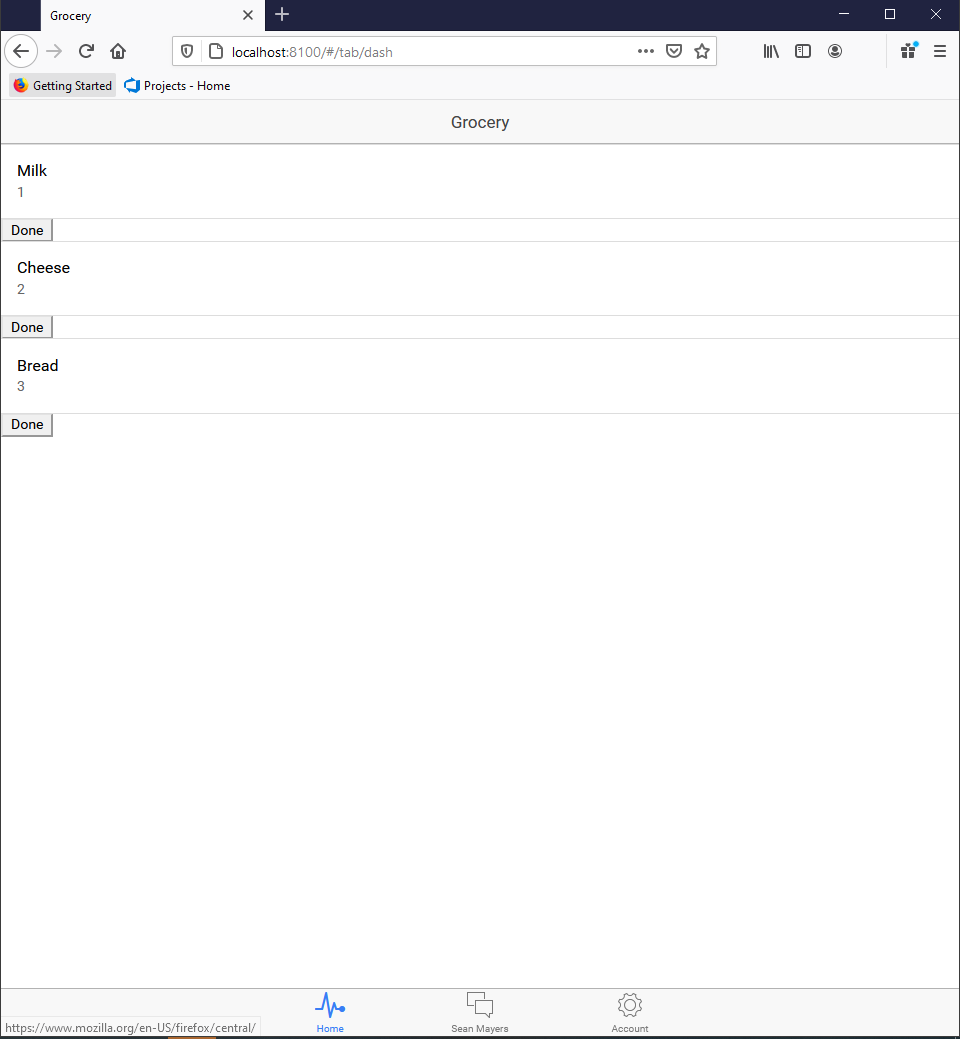 Grocery
localhost:8100/#/tab/dash
Getting Started Projects - Home
Grocery
Milk
1
Done
Cheese
2
Done
Bread
3
Done
Home Sean Mayers Account
https://www.mozilla.org/en-US/firefox/central/